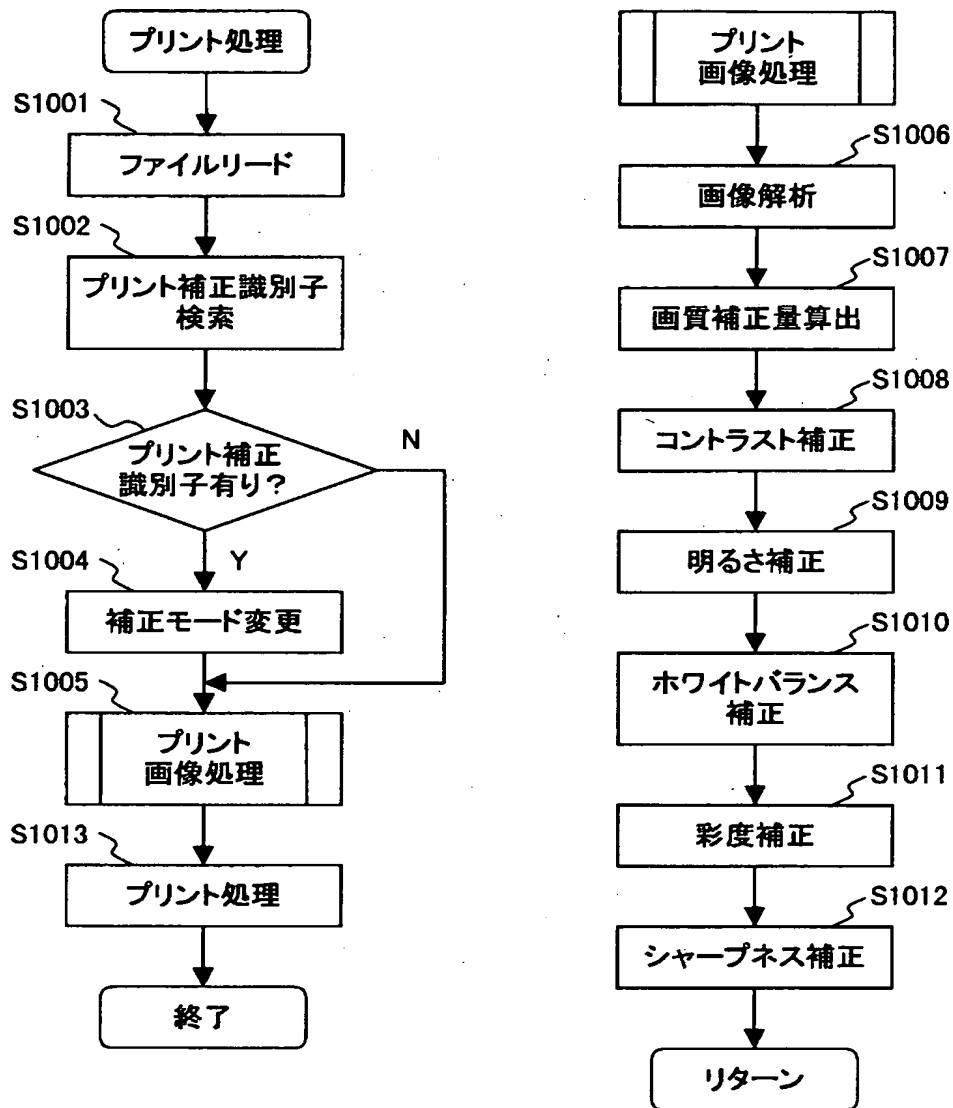 プリント処理
S1001
ファイルリード
S1002
プリント補正識別子
検索
S1003
プリント補正
識別子有り?
N
Y
S1004
補正モード変更
S1005
プリント
画像処理
S1013
プリント処理
終了
プリント
画像処理
S1006
画像解析
S1007
画質補正量算出
S1008
コントラスト補正
S1009
明るさ補正
S1010
ホワイトバランス
補正
S1011
彩度補正
S1012
シャープネス補正
リターン